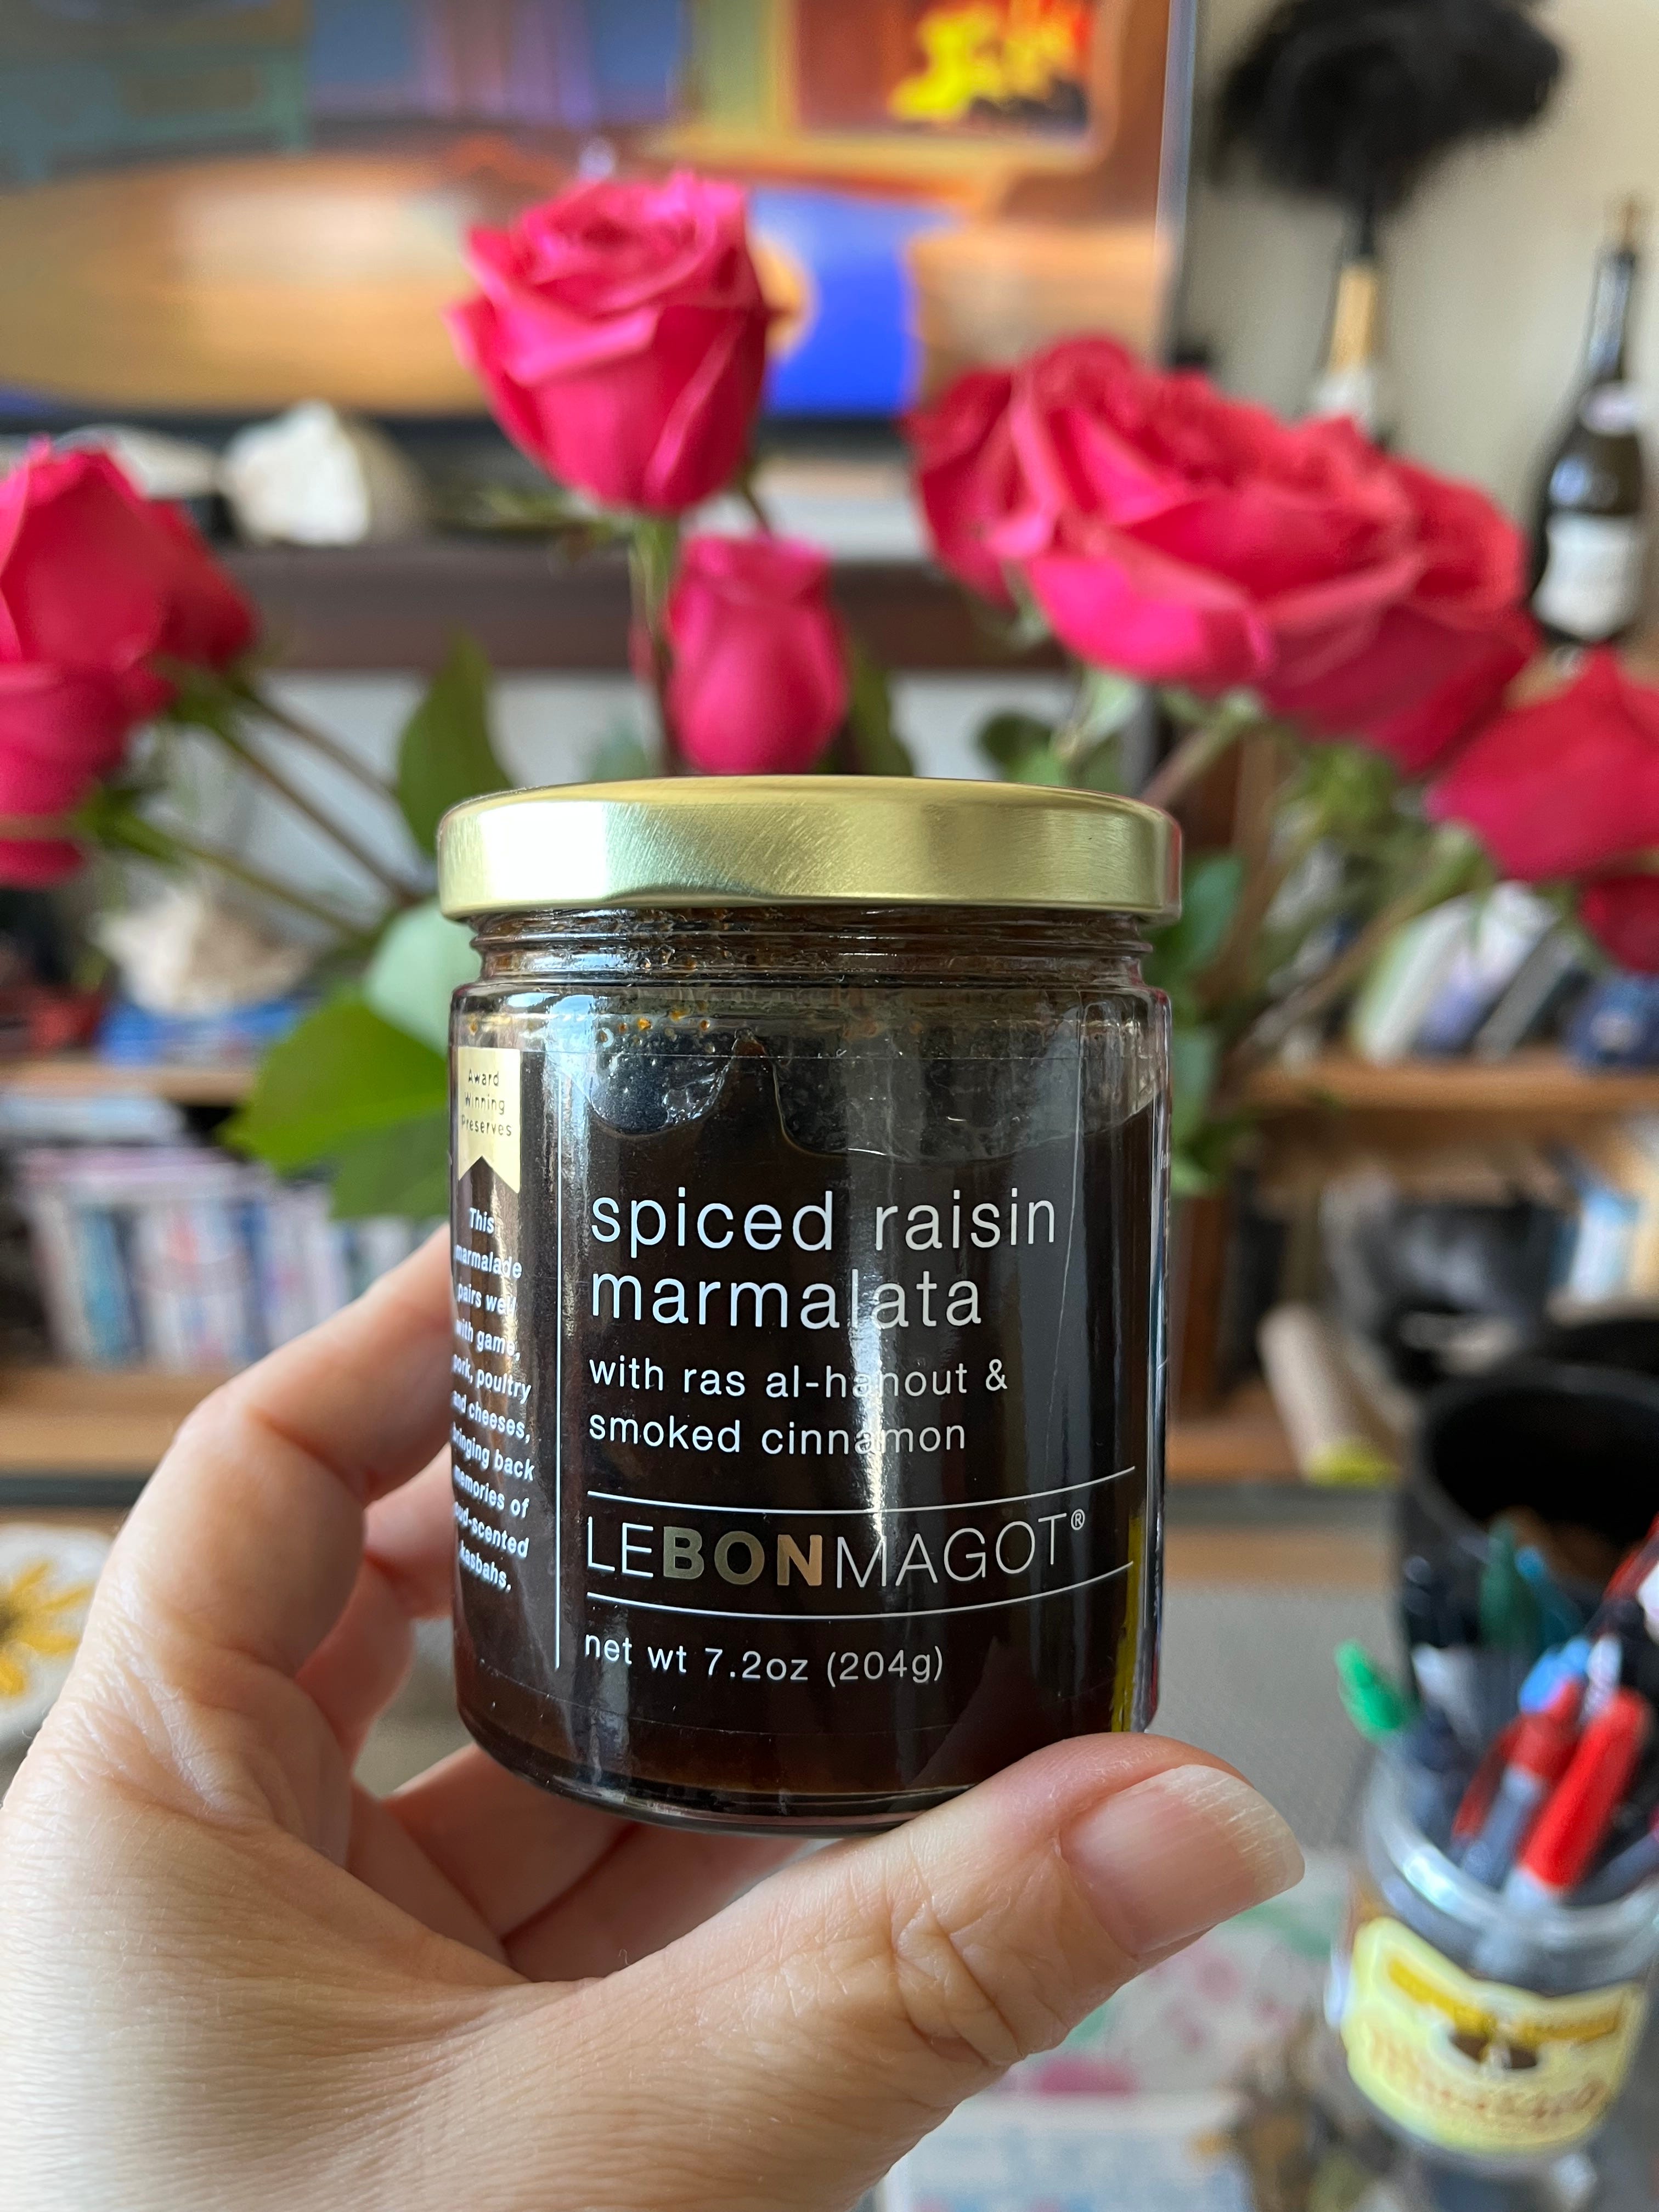 Award
Winning
Preserves
This
marmalade
pairs well
with game,
pork, poultry
and cheeses,
bringing back
memories of
oud-scented
kasbahs.
spiced raisin
marmalata
with ras al-hanout &
smoked cinnamon
LEBONMAGOT®
net wt 7.2oz (204g)